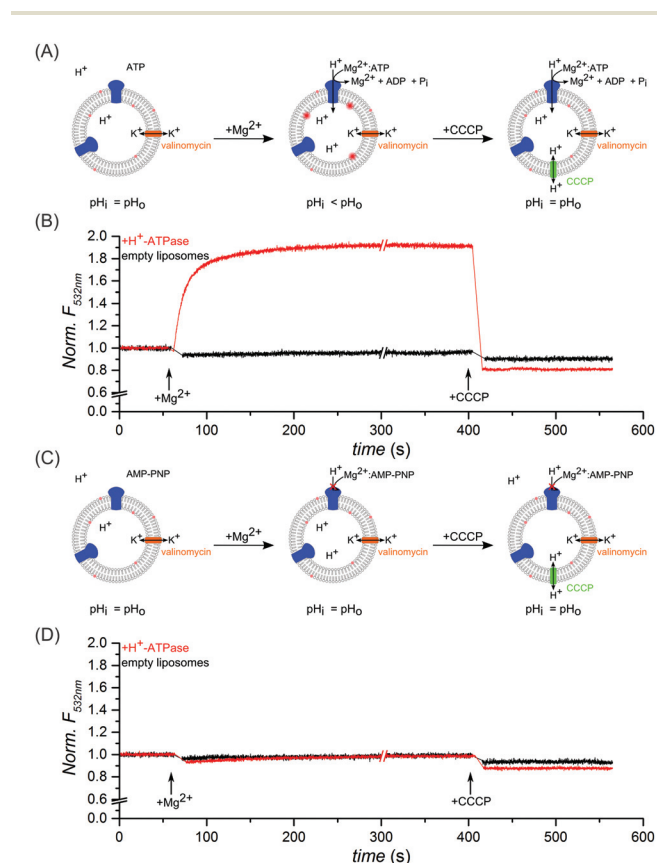 (A)
H⁺ ATP H⁺ K⁺ K⁺ valinomycin pHᵢ = pHₒ
+Mg²⁺
H⁺ Mg²⁺:ATP Mg²⁺ + ADP + Pᵢ H⁺ H⁺ K⁺ K⁺ valinomycin pHᵢ < pHₒ
+CCCP
H⁺ Mg²⁺:ATP Mg²⁺ + ADP + Pᵢ H⁺ K⁺ K⁺ valinomycin H⁺ H⁺ CCCP pHᵢ = pHₒ
(B)
Norm. F532nm
2.0
1.8
1.6
1.4
1.2
1.0
0.8
0.6
0.0
+H⁺-ATPase
empty liposomes
+Mg²⁺
+CCCP
0 100 200 300 400 500 600
time (s)
(C)
H⁺ AMP-PNP H⁺ K⁺ K⁺ valinomycin pHᵢ = pHₒ
+Mg²⁺
H⁺ Mg²⁺:AMP-PNP H⁺ H⁺ K⁺ K⁺ valinomycin pHᵢ = pHₒ
+CCCP
H⁺ H⁺ Mg²⁺:AMP-PNP H⁺ K⁺ K⁺ valinomycin H⁺ H⁺ CCCP pHᵢ = pHₒ
(D)
Norm. F532nm
2.0
1.8
1.6
1.4
1.2
1.0
0.8
0.6
0.0
+H⁺-ATPase
empty liposomes
+Mg²⁺
+CCCP
0 100 200 300 400 500 600
time (s)